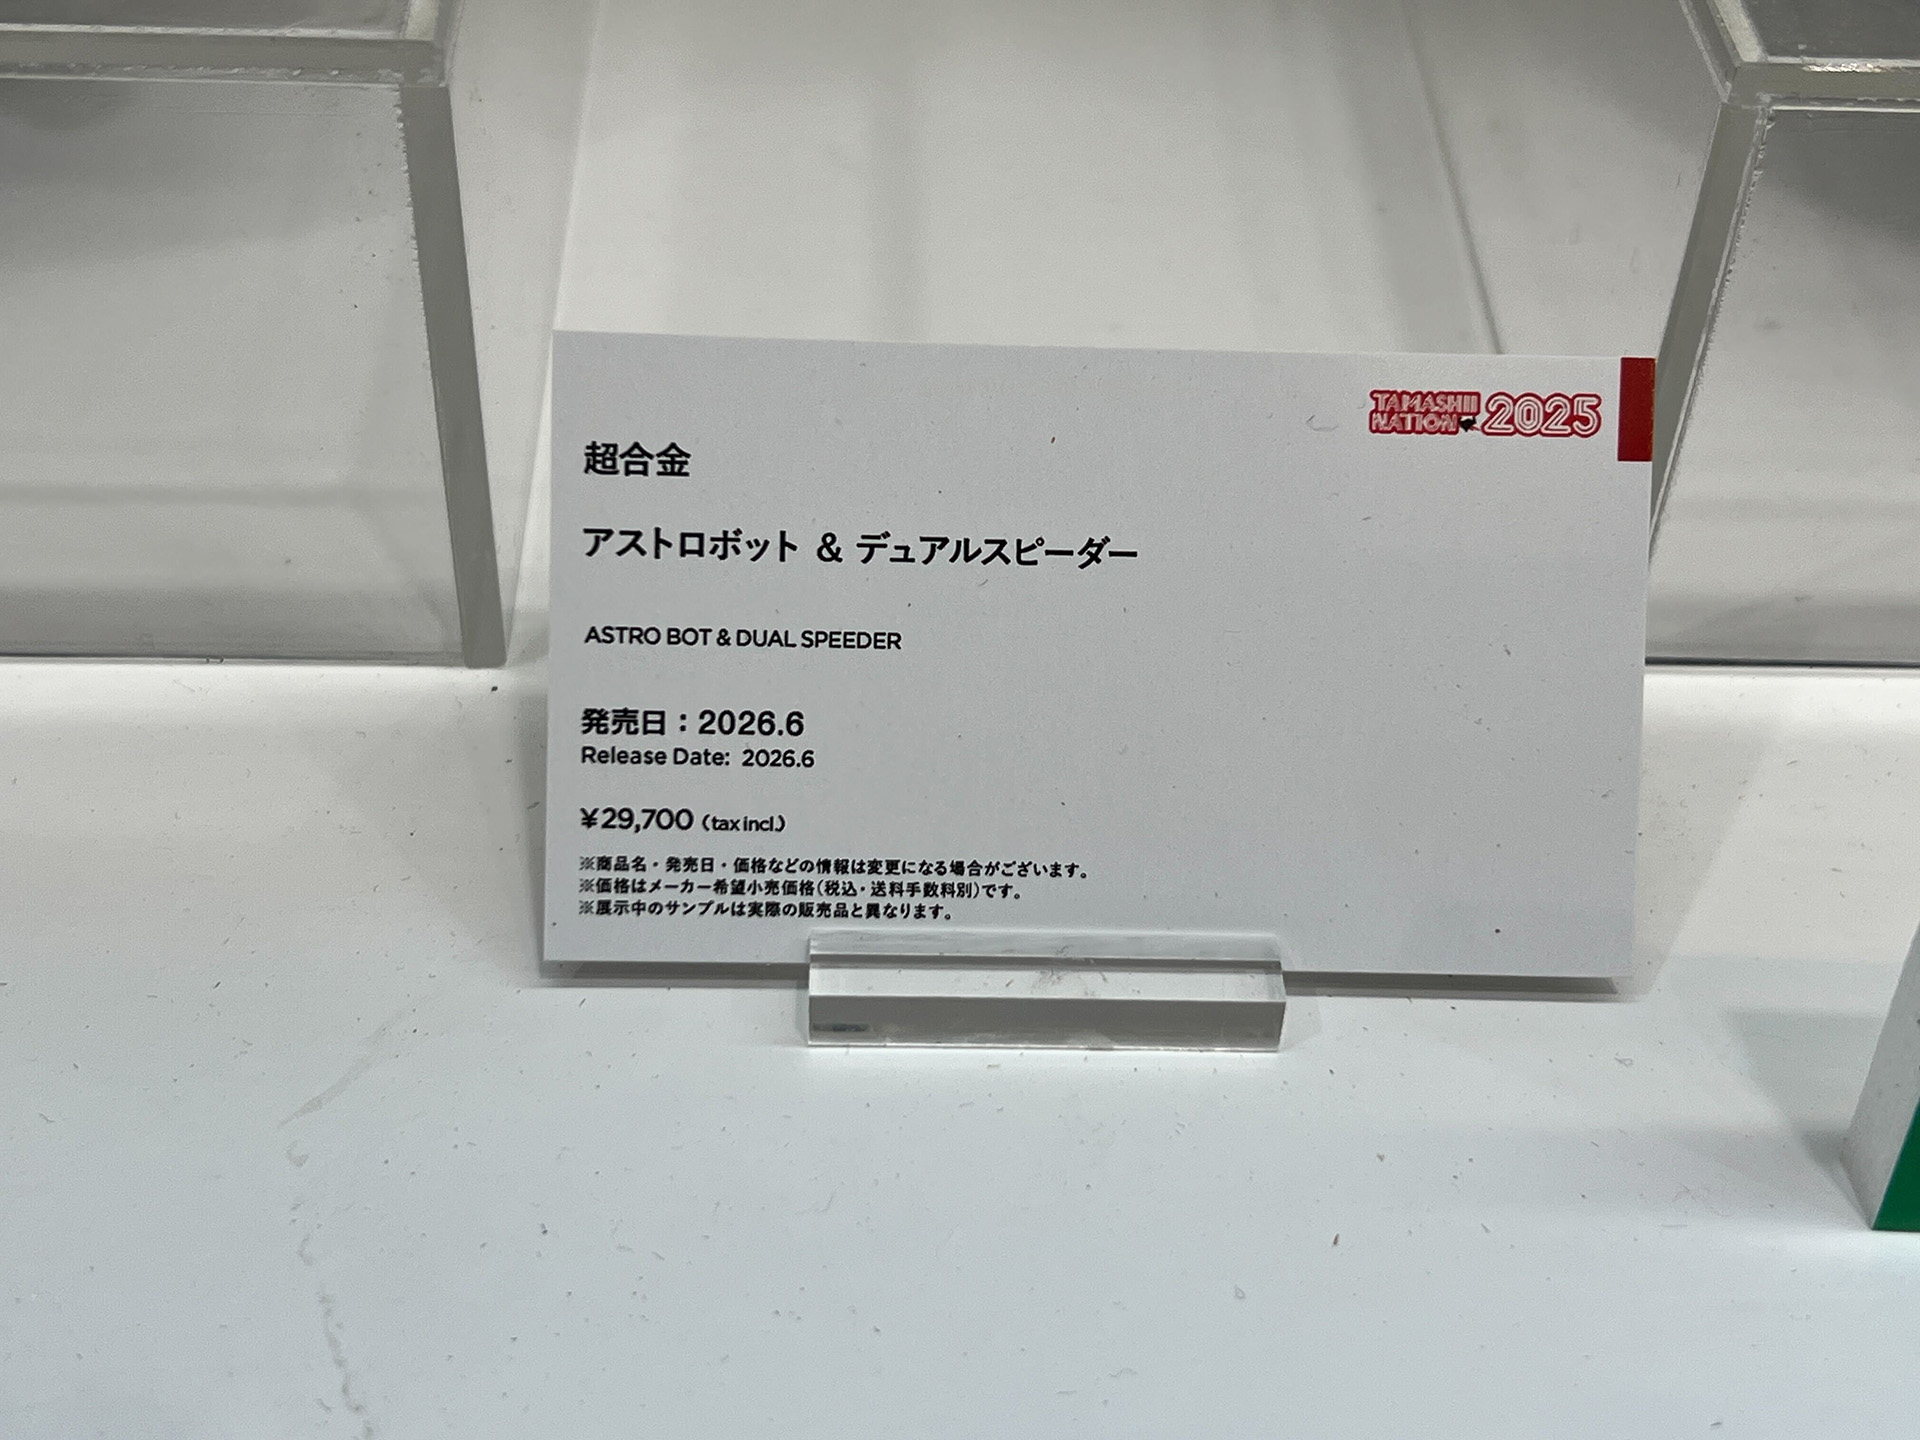 TAMASHII
NATION 2025
超合金
アストロボット & デュアルスピーダー
ASTRO BOT & DUAL SPEEDER
発売日：2026.6
Release Date: 2026.6
¥29,700 (tax incl.)
※商品名・発売日・価格などの情報は変更になる場合がございます。
※価格はメーカー希望小売価格(税込・送料手数料別)です。
※展示中のサンプルは実際の販売品と異なります。